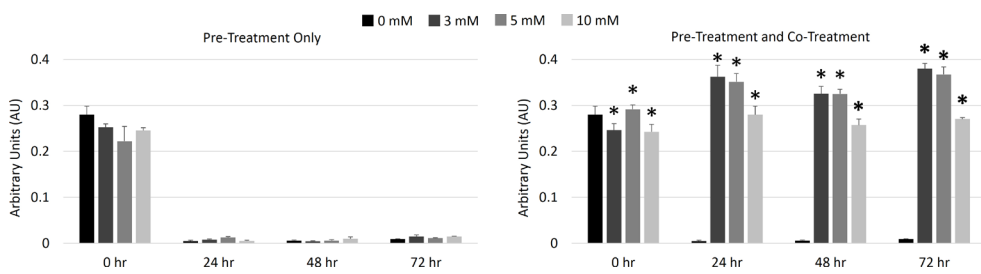 0 mM 3 mM 5 mM 10 mM
Pre-Treatment Only
Arbitrary Units (AU)
0.4
0.3
0.2
0.1
0
0 hr 24 hr 48 hr 72 hr
Pre-Treatment and Co-Treatment
Arbitrary Units (AU)
0.4
0.3
0.2
0.1
0
* * * * * * * * * * * *
0 hr 24 hr 48 hr 72 hr